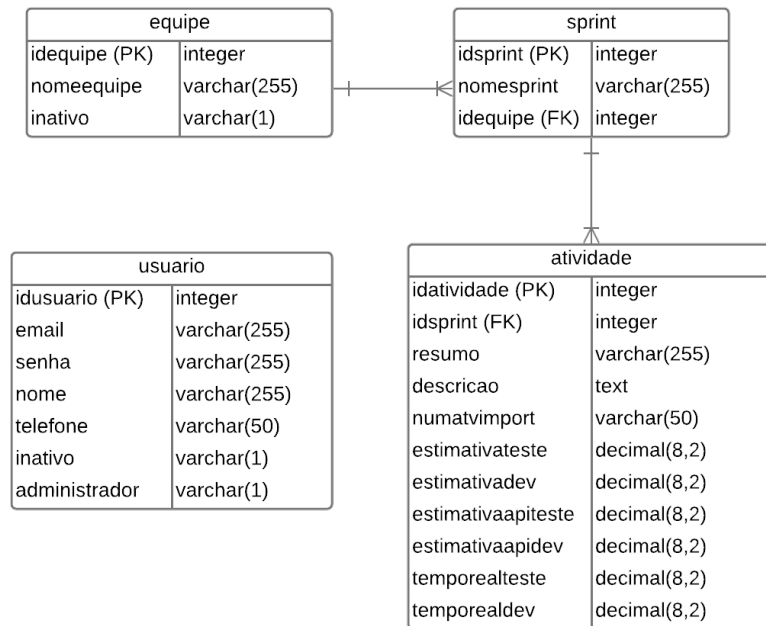 equipe
idequipe (PK) integer
nomeequipe varchar(255)
inativo varchar(1)
sprint
idsprint (PK) integer
nomesprint varchar(255)
idequipe (FK) integer
usuario
idusuario (PK) integer
email varchar(255)
senha varchar(255)
nome varchar(255)
telefone varchar(50)
inativo varchar(1)
administrador varchar(1)
atividade
idatividade (PK) integer
idsprint (FK) integer
resumo varchar(255)
descricao text
numatvimport varchar(50)
estimativateste decimal(8,2)
estimativadev decimal(8,2)
estimativaapiteste decimal(8,2)
estimativaapidev decimal(8,2)
temporealteste decimal(8,2)
temporealdev decimal(8,2)